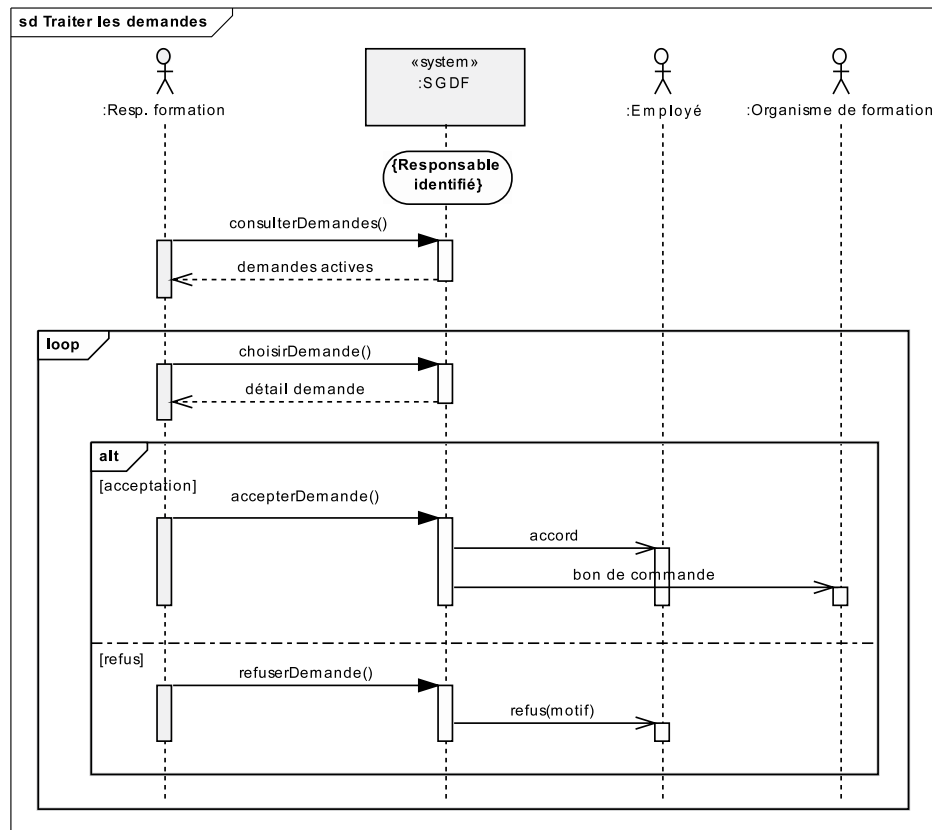 sd Traiter les demandes
«system»
:SGDF
:Resp. formation
:Employé
:Organisme de formation
{Responsable
identifié}
consulterDemandes()
demandes actives
loop
choisirDemande()
détail demande
alt
[acceptation]
accepterDemande()
accord
bon de commande
[refus]
refuserDemande()
refus(motif)